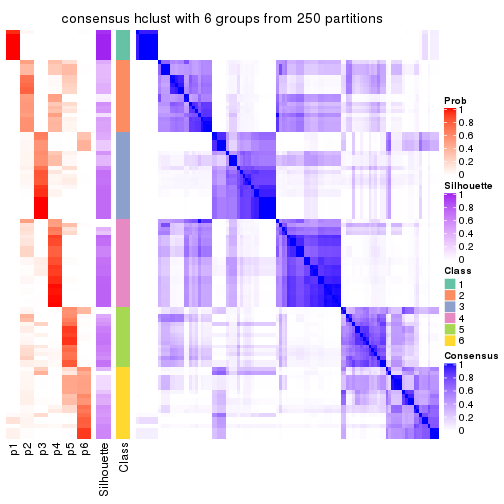 consensus hclust with 6 groups from 250 partitions
Prob
1
0.8
0.6
0.4
0.2
0
Silhouette
1
0.8
0.6
0.4
0.2
0
Class
1
2
3
4
5
6
Consensus
1
0.8
0.6
0.4
0.2
0
p1
p2
p3
p4
p5
p6
Silhouette
Class